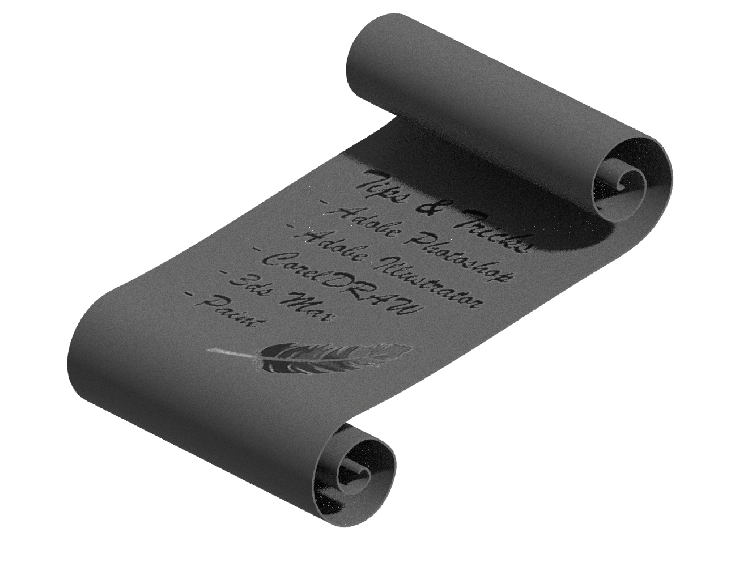 Tips & Tricks
- Adobe Photoshop
- Adobe Illustrator
- CorelDRAW
- 3ds Max
- Paint